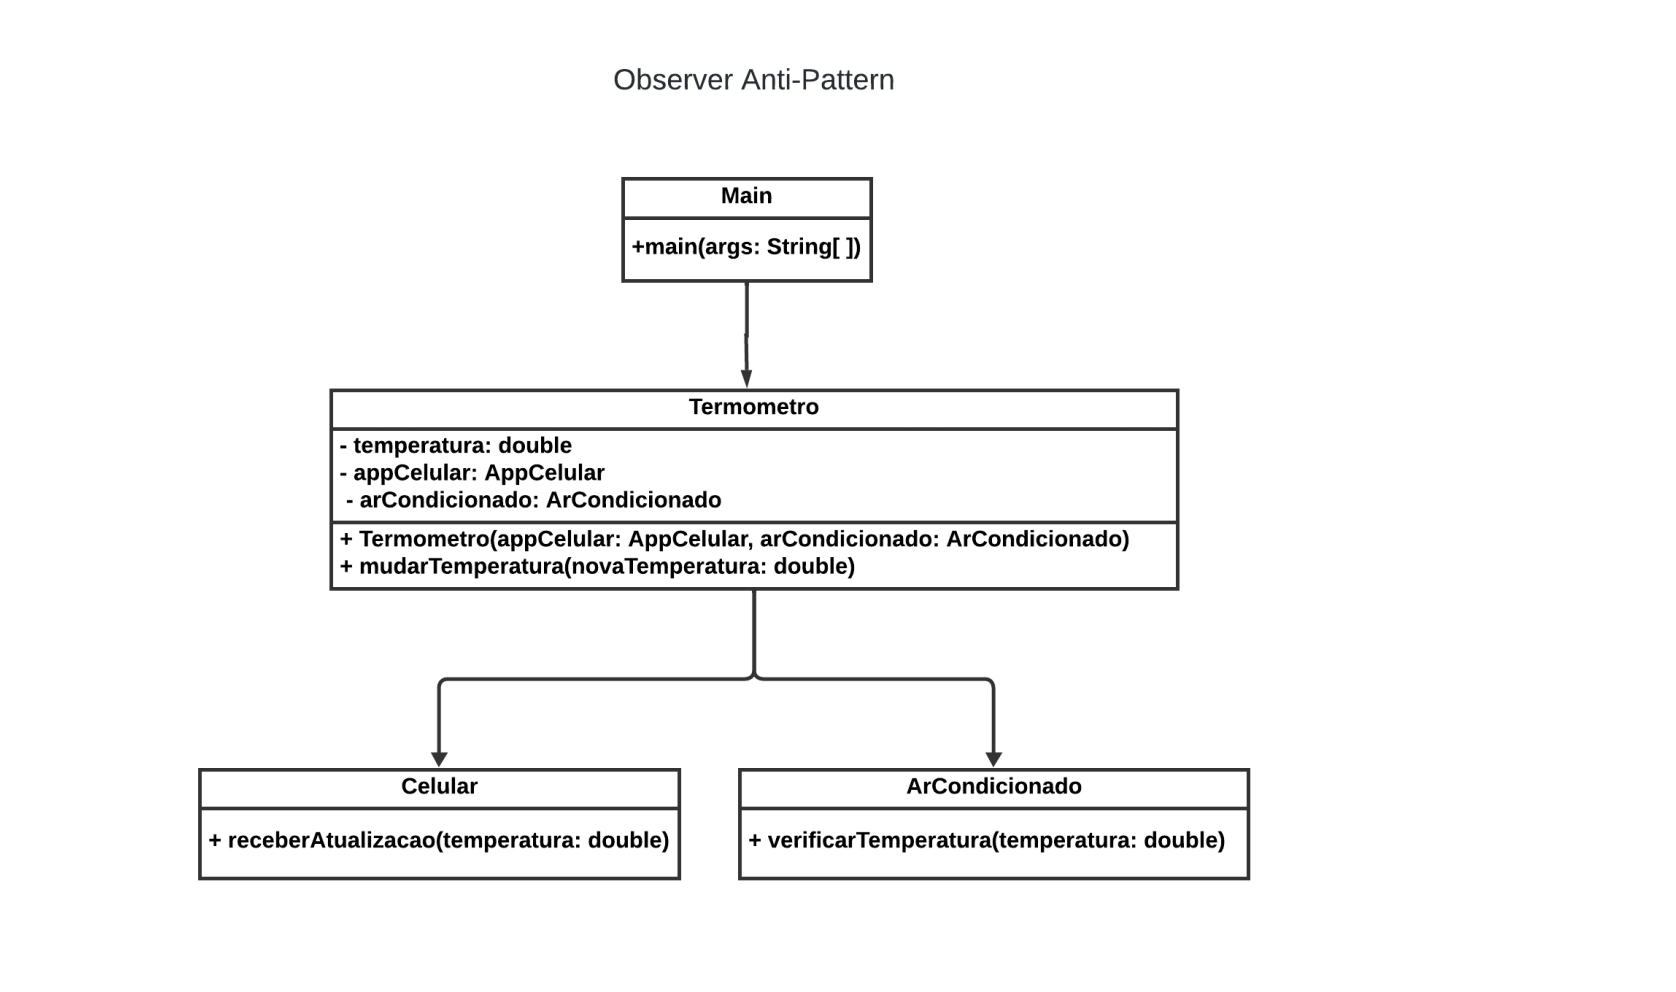 Observer Anti-Pattern
Main
+main(args: String[ ])
Termometro
- temperatura: double
- appCelular: AppCelular
- arCondicionado: ArCondicionado
+ Termometro(appCelular: AppCelular, arCondicionado: ArCondicionado)
+ mudarTemperatura(novaTemperatura: double)
Celular
+ receberAtualizacao(temperatura: double)
ArCondicionado
+ verificarTemperatura(temperatura: double)